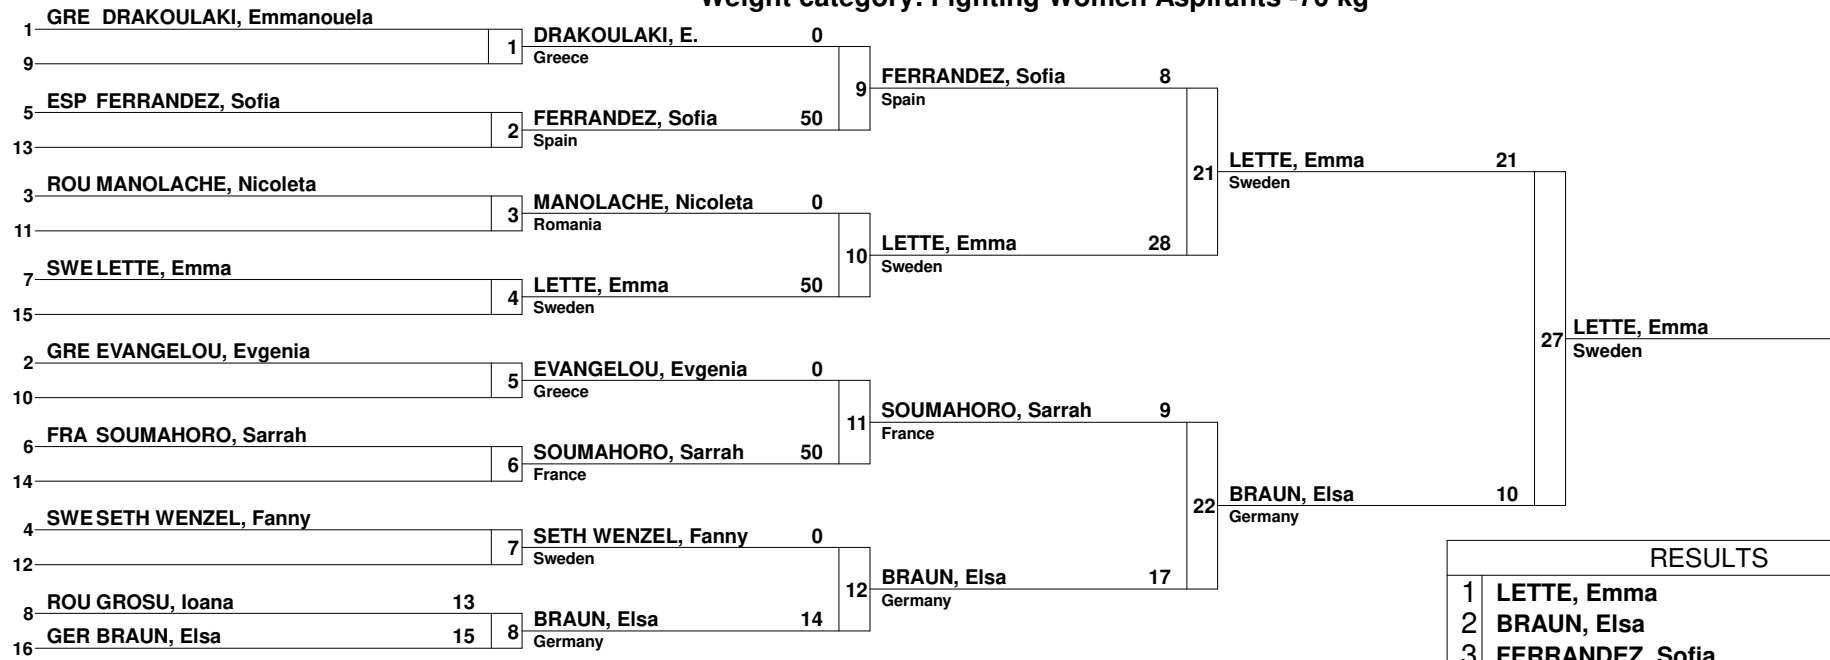 Weight category: Fighting Women Aspirants -70 kg
1 GRE DRAKOULAKI, Emmanouela
9
1 DRAKOULAKI, E. 0
Greece
5 ESP FERRANDEZ, Sofia
13
2 FERRANDEZ, Sofia 50
Spain
9 FERRANDEZ, Sofia 8
Spain
3 ROU MANOLACHE, Nicoleta
11
3 MANOLACHE, Nicoleta 0
Romania
7 SWE LETTE, Emma
15
4 LETTE, Emma 50
Sweden
10 LETTE, Emma 28
Sweden
21 LETTE, Emma 21
Sweden
2 GRE EVANGELOU, Evgenia
10
5 EVANGELOU, Evgenia 0
Greece
6 FRA SOUMAHORO, Sarrah
14
6 SOUMAHORO, Sarrah 50
France
11 SOUMAHORO, Sarrah 9
France
4 SWE SETH WENZEL, Fanny
12
7 SETH WENZEL, Fanny 0
Sweden
8 ROU GROSU, Ioana 13
16 GER BRAUN, Elsa 15
8 BRAUN, Elsa 14
Germany
12 BRAUN, Elsa 17
Germany
22 BRAUN, Elsa 10
Germany
27 LETTE, Emma
Sweden
RESULTS
1 LETTE, Emma
2 BRAUN, Elsa
3 FERRANDEZ, Sofia